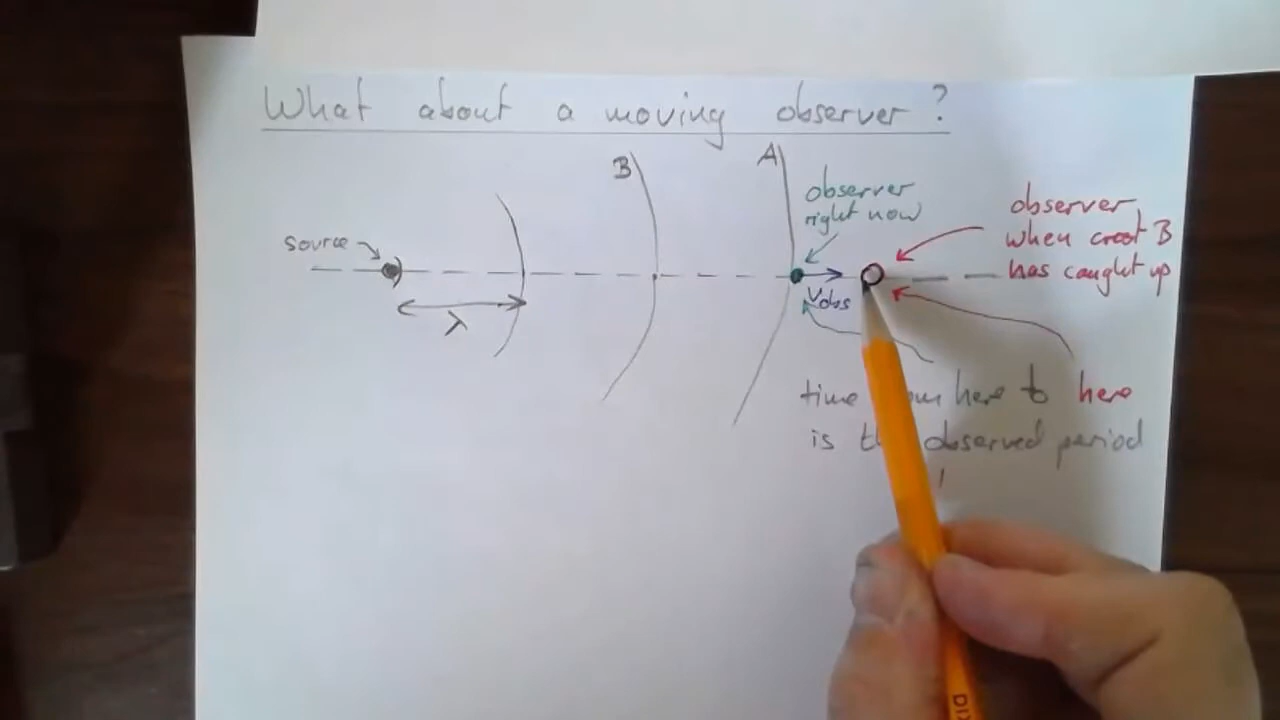 What about a moving observer?
B
A
source
λ
observer
right now
vobs
observer
when crest B
has caught up
time here to here
is observed period